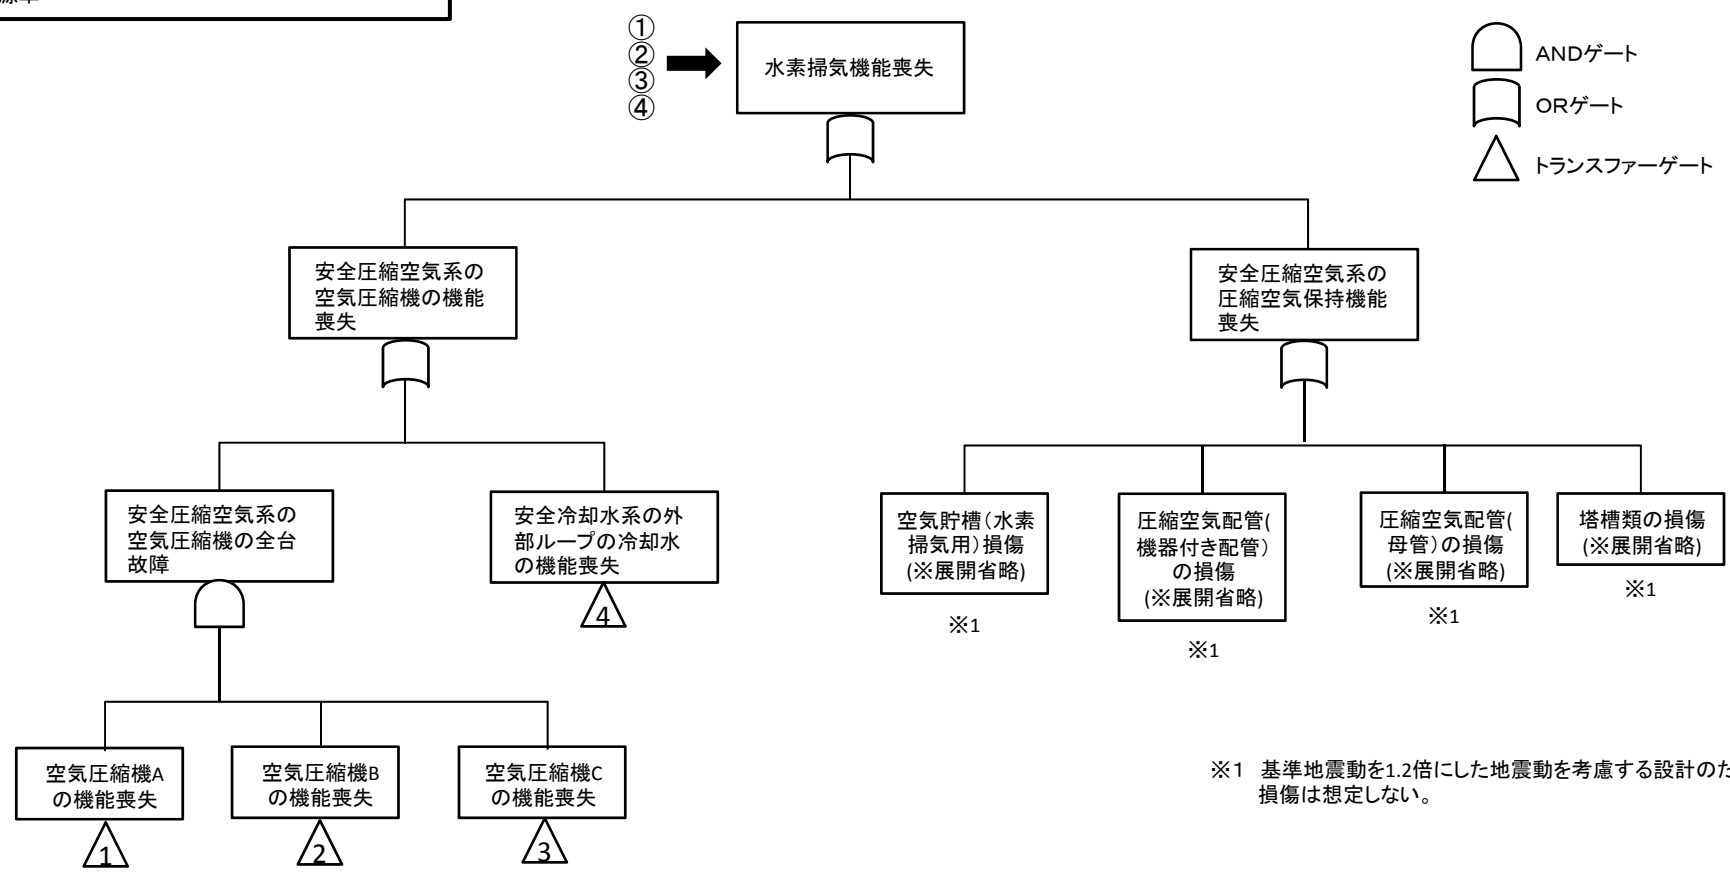 ①
②
③
④
水素掃気機能喪失
ANDゲート
ORゲート
トランスファーゲート
安全圧縮空気系の
空気圧縮機の機能
喪失
安全圧縮空気系の
圧縮空気保持機能
喪失
安全圧縮空気系の
空気圧縮機の全台
故障
安全冷却水系の外
部ループの冷却水
の機能喪失
4
空気貯槽（水素
掃気用）損傷
(※展開省略)
※1
圧縮空気配管(
機器付き配管）
の損傷
(※展開省略)
※1
圧縮空気配管(
母管）の損傷
(※展開省略)
※1
塔槽類の損傷
(※展開省略)
※1
空気圧縮機A
の機能喪失
1
空気圧縮機B
の機能喪失
2
空気圧縮機C
の機能喪失
3
※１ 基準地震動を1.2倍にした地震動を考慮する設計の
損傷は想定しない。